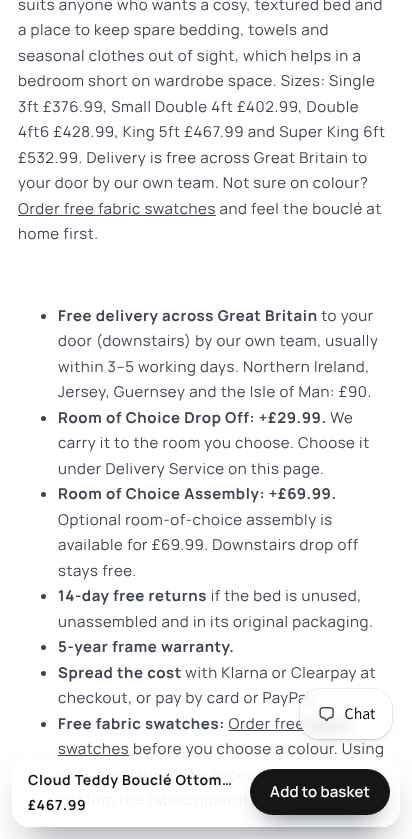 suits anyone who wants a cosy, textured bed and
a place to keep spare bedding, towels and
seasonal clothes out of sight, which helps in a
bedroom short on wardrobe space. Sizes: Single
3ft £376.99, Small Double 4ft £402.99, Double
4ft6 £428.99, King 5ft £467.99 and Super King 6ft
£532.99. Delivery is free across Great Britain to
your door by our own team. Not sure on colour?
Order free fabric swatches and feel the bouclé at
home first.
• Free delivery across Great Britain to your
door (downstairs) by our own team, usually
within 3–5 working days. Northern Ireland,
Jersey, Guernsey and the Isle of Man: £90.
• Room of Choice Drop Off: +£29.99. We
carry it to the room you choose. Choose it
under Delivery Service on this page.
• Room of Choice Assembly: +£69.99.
Optional room-of-choice assembly is
available for £69.99. Downstairs drop off
stays free.
• 14-day free returns if the bed is unused,
unassembled and in its original packaging.
• 5-year frame warranty.
• Spread the cost with Klarna or Clearpay at
checkout, or pay by card or
• Free fabric swatches: Order free
swatches before you choose a colour. Using
Chat
Cloud Teddy Bouclé Ottom...
£467.99
Add to basket